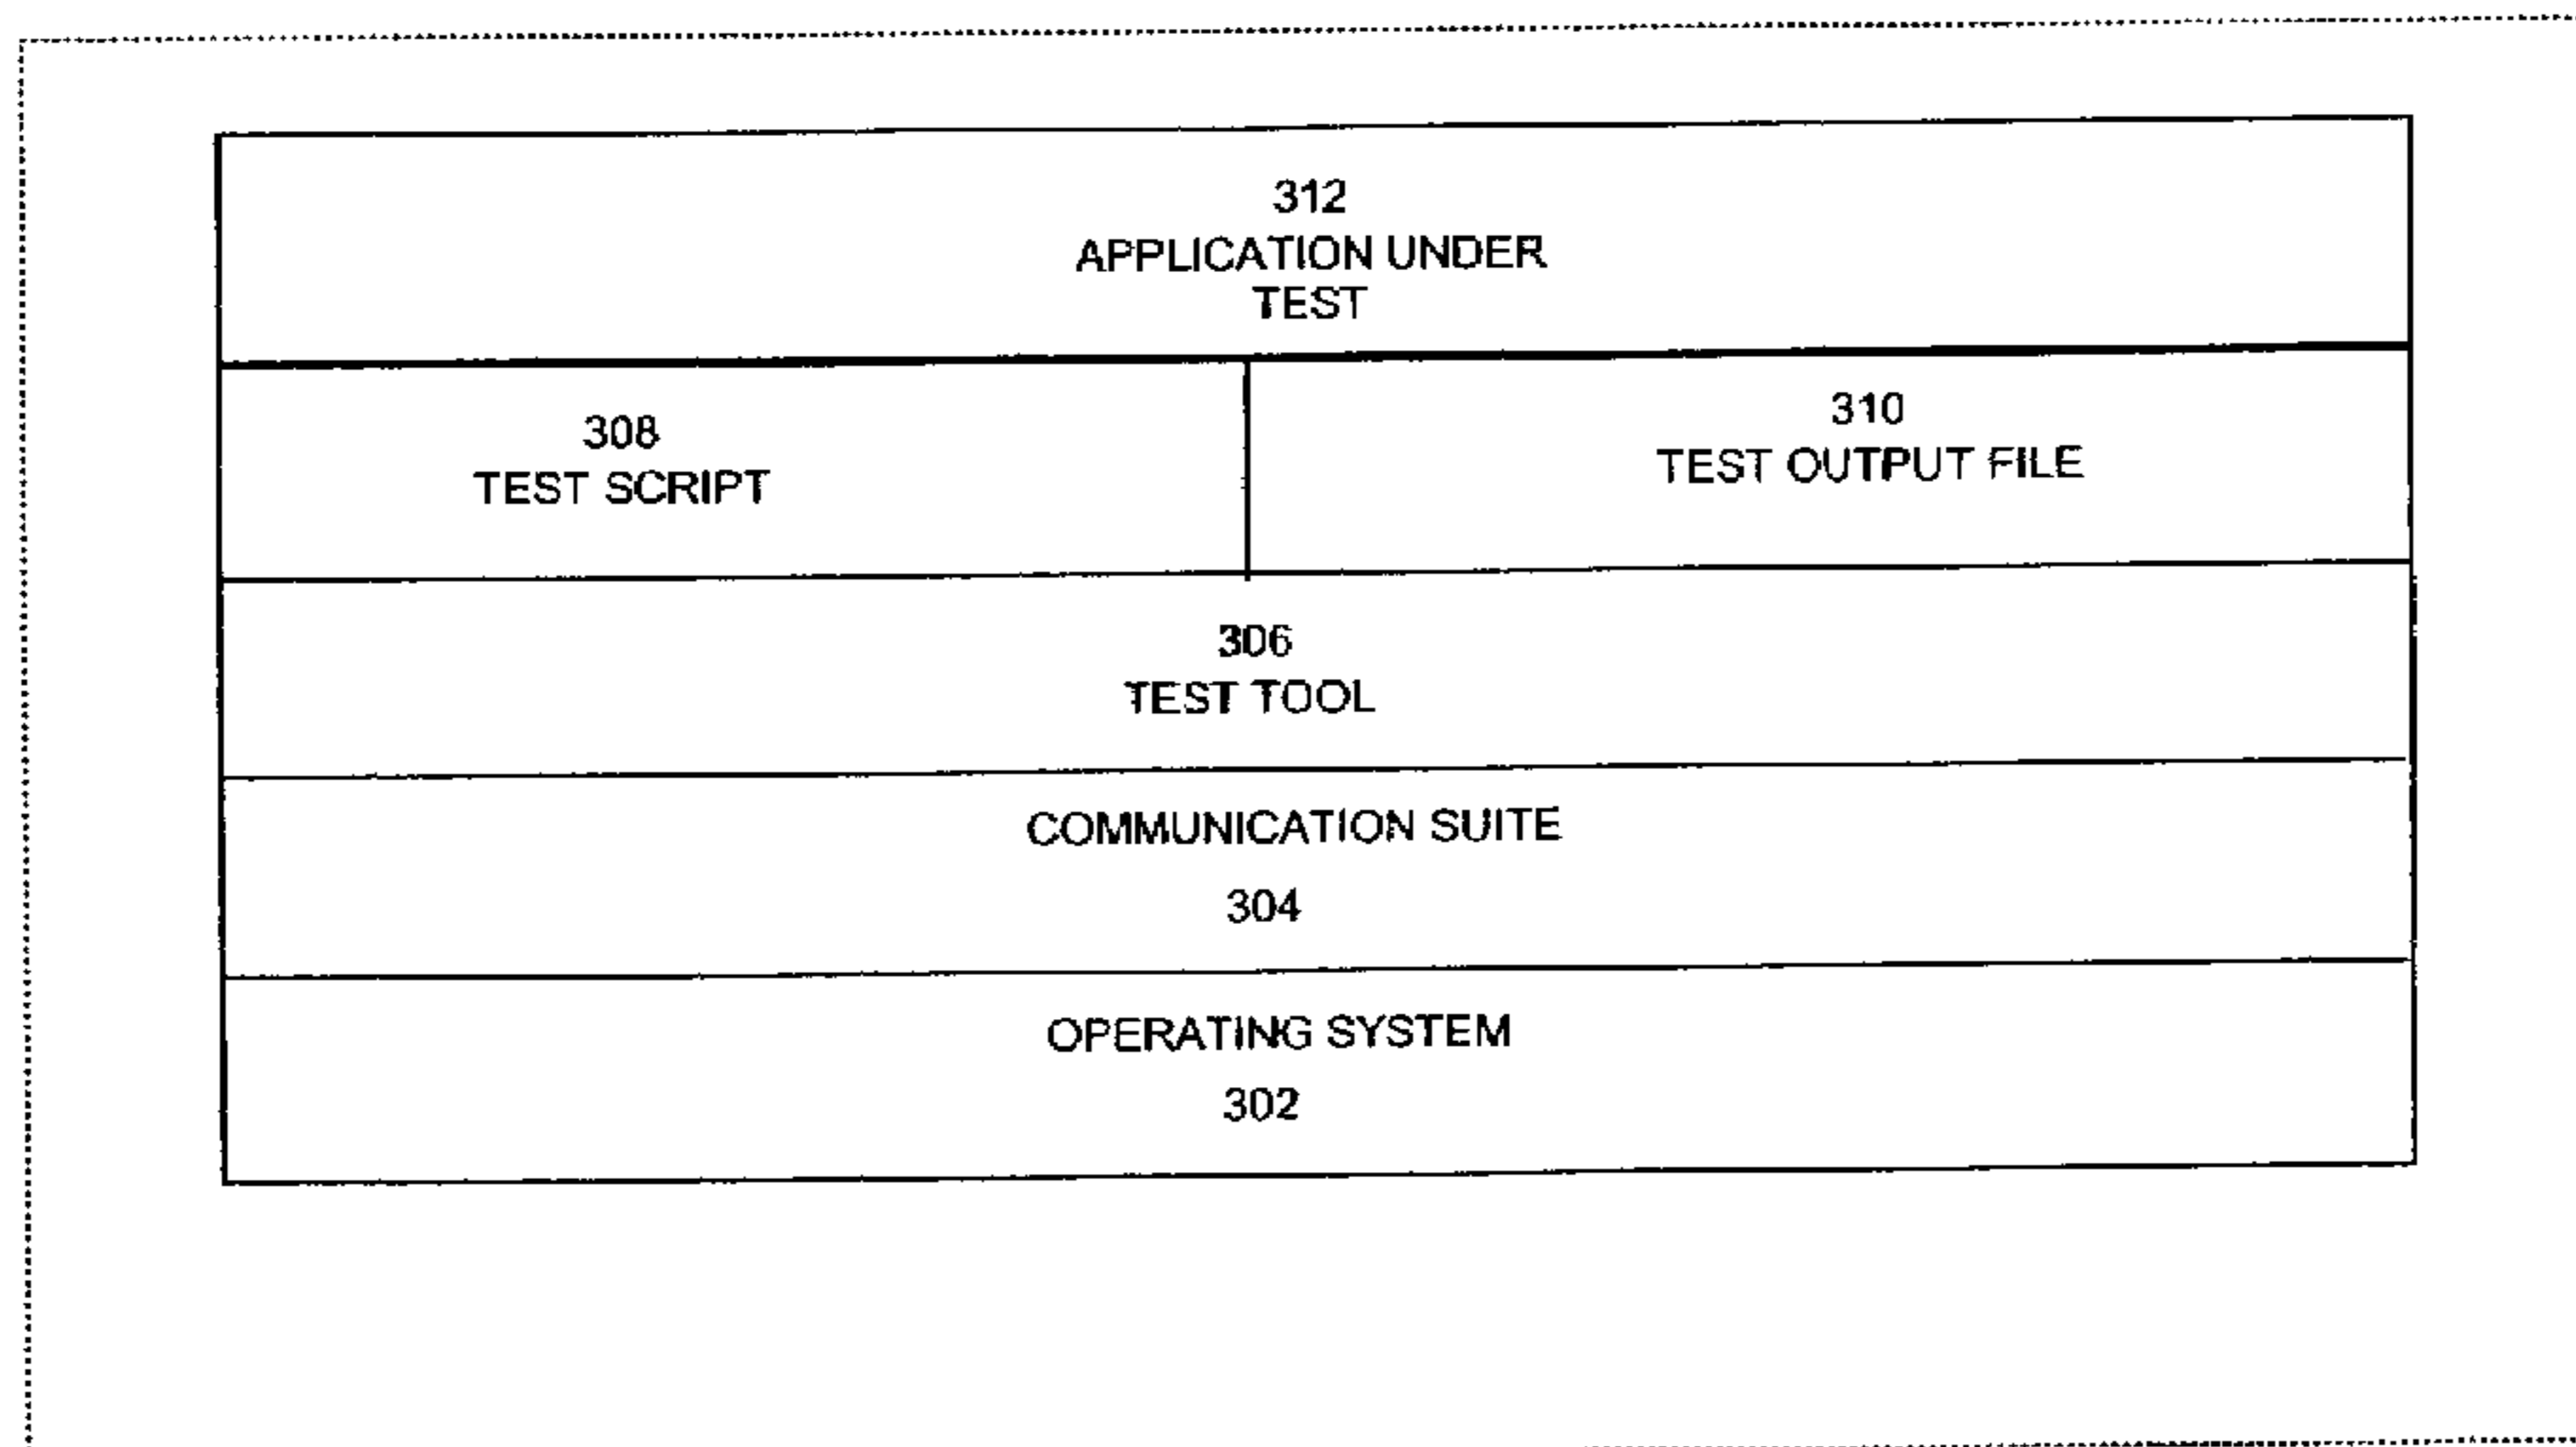 312
APPLICATION UNDER
TEST
308
TEST SCRIPT
310
TEST OUTPUT FILE
306
TEST TOOL
COMMUNICATION SUITE
304
OPERATING SYSTEM
302